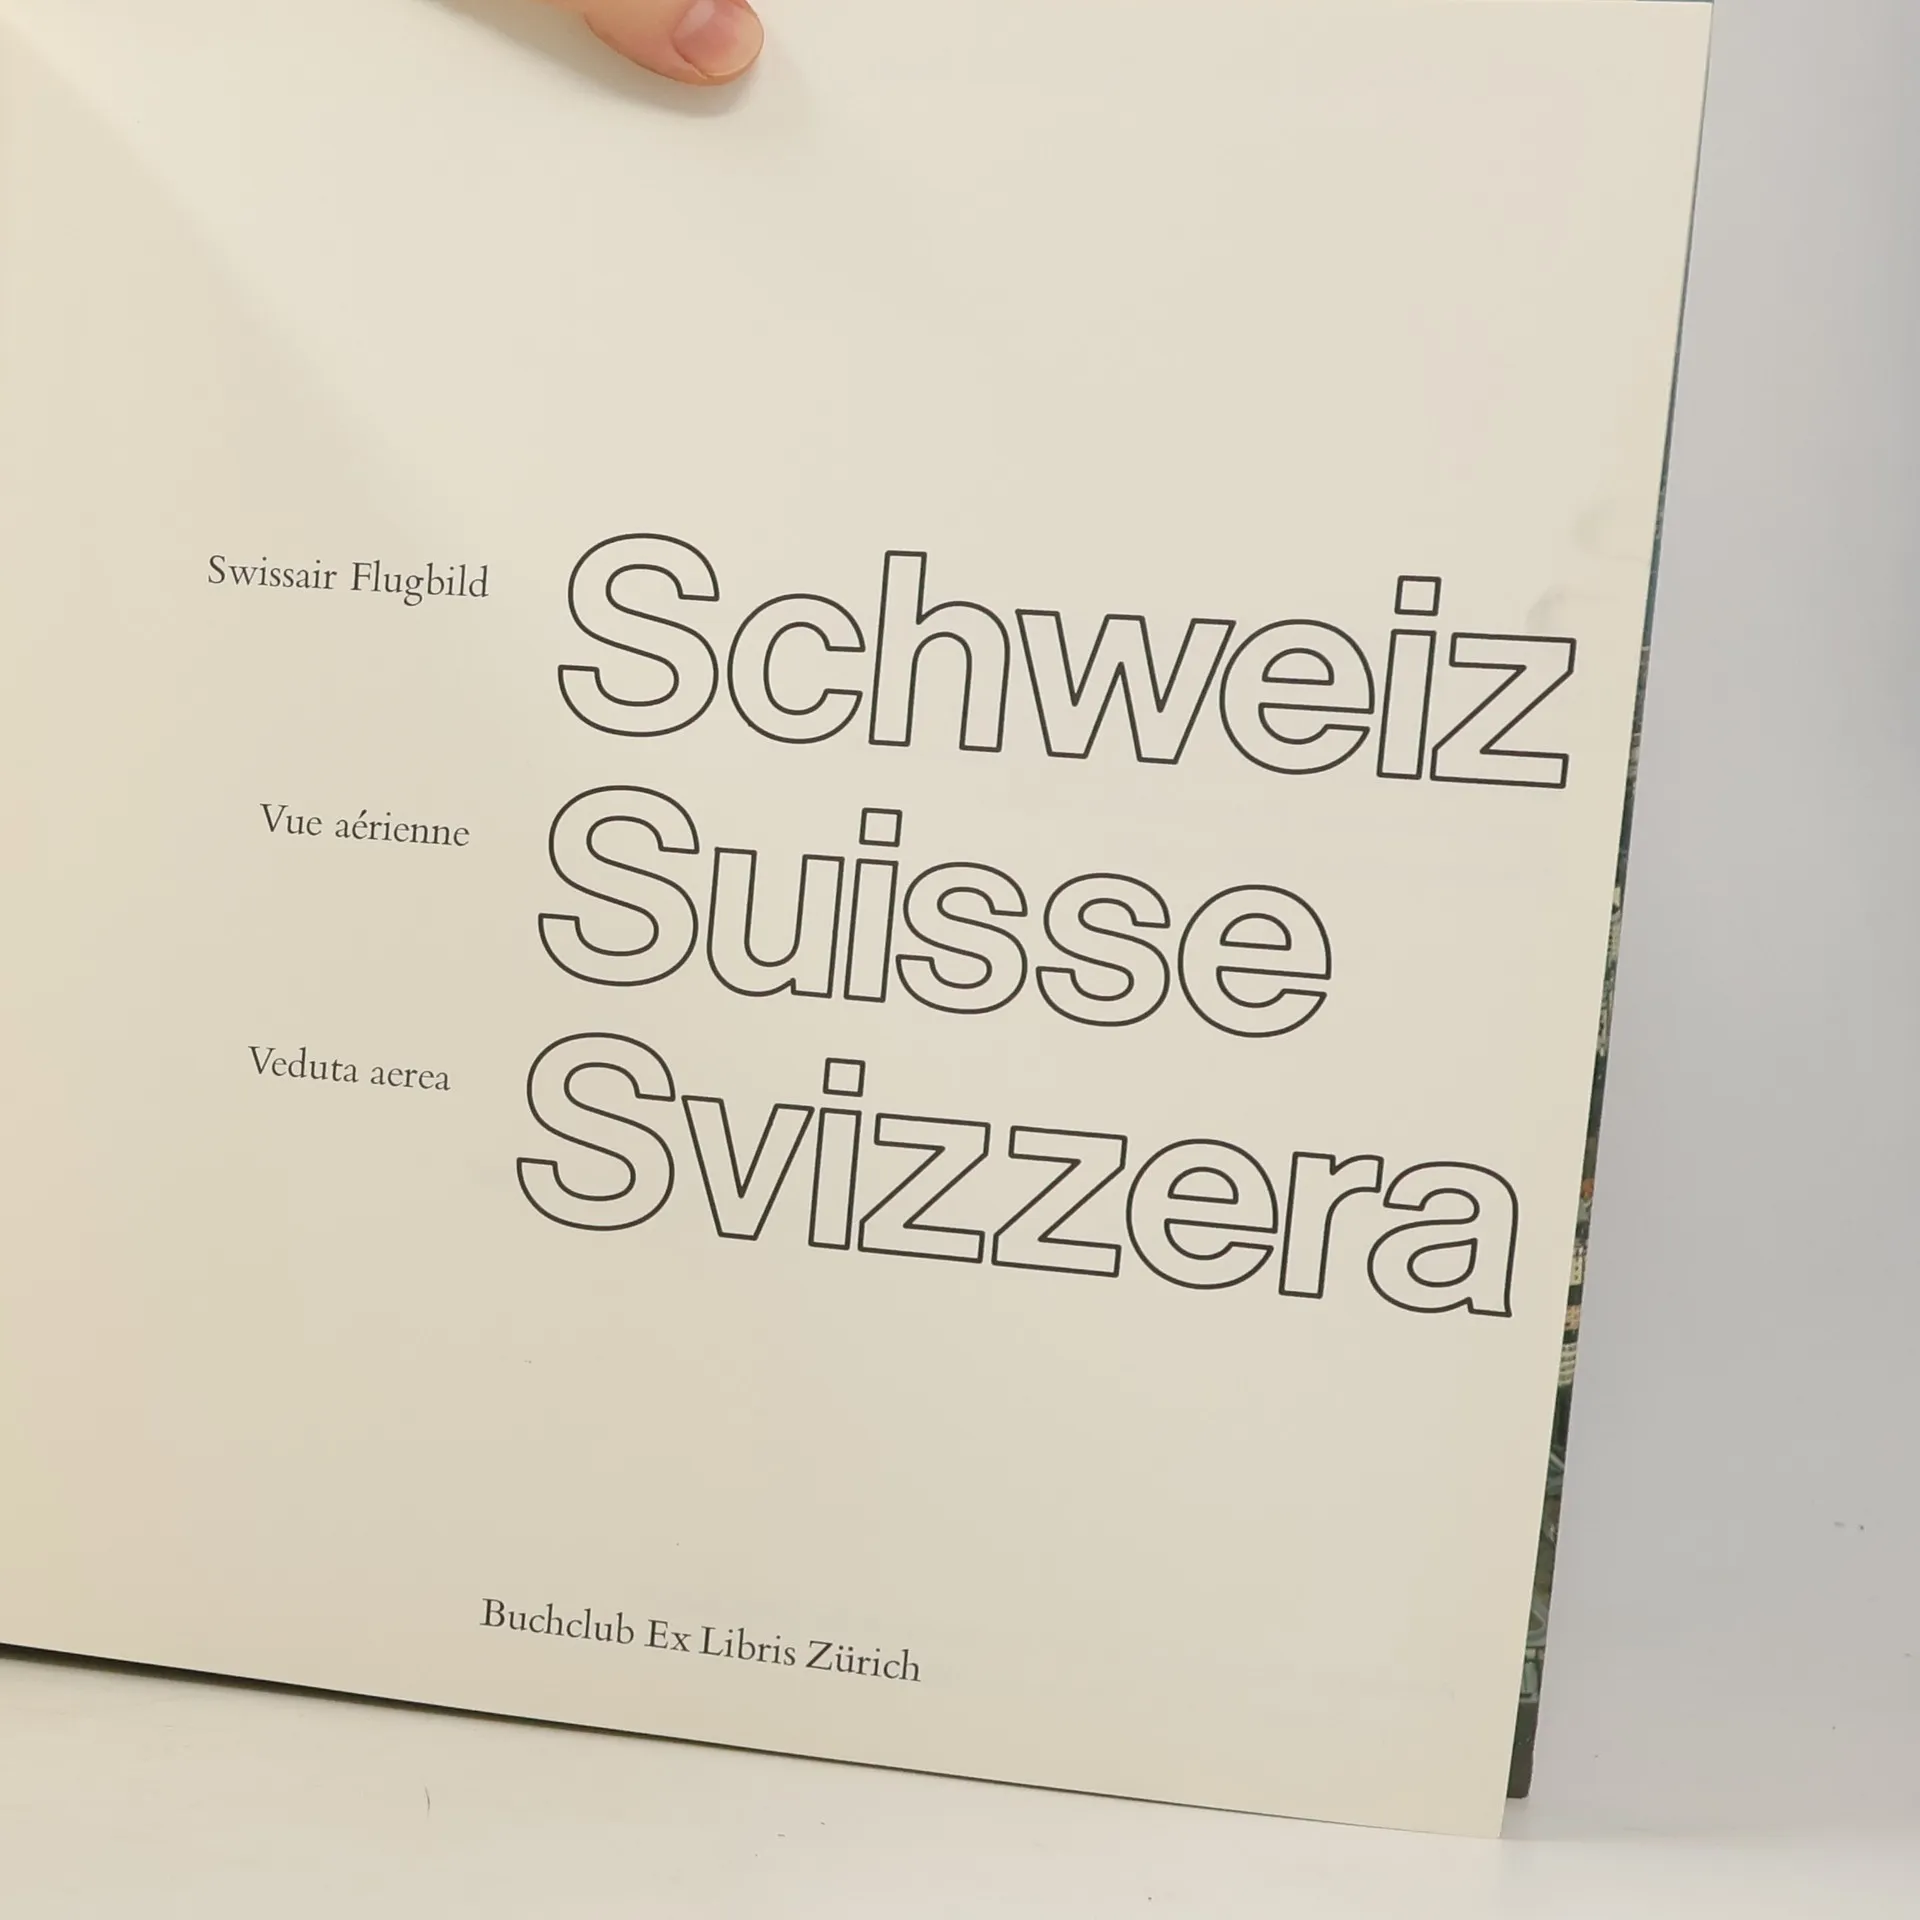 Swissair Flugbild Schweiz
Vue aérienne Suisse
Veduta aerea Svizzera
Buchclub Ex Libris Zürich